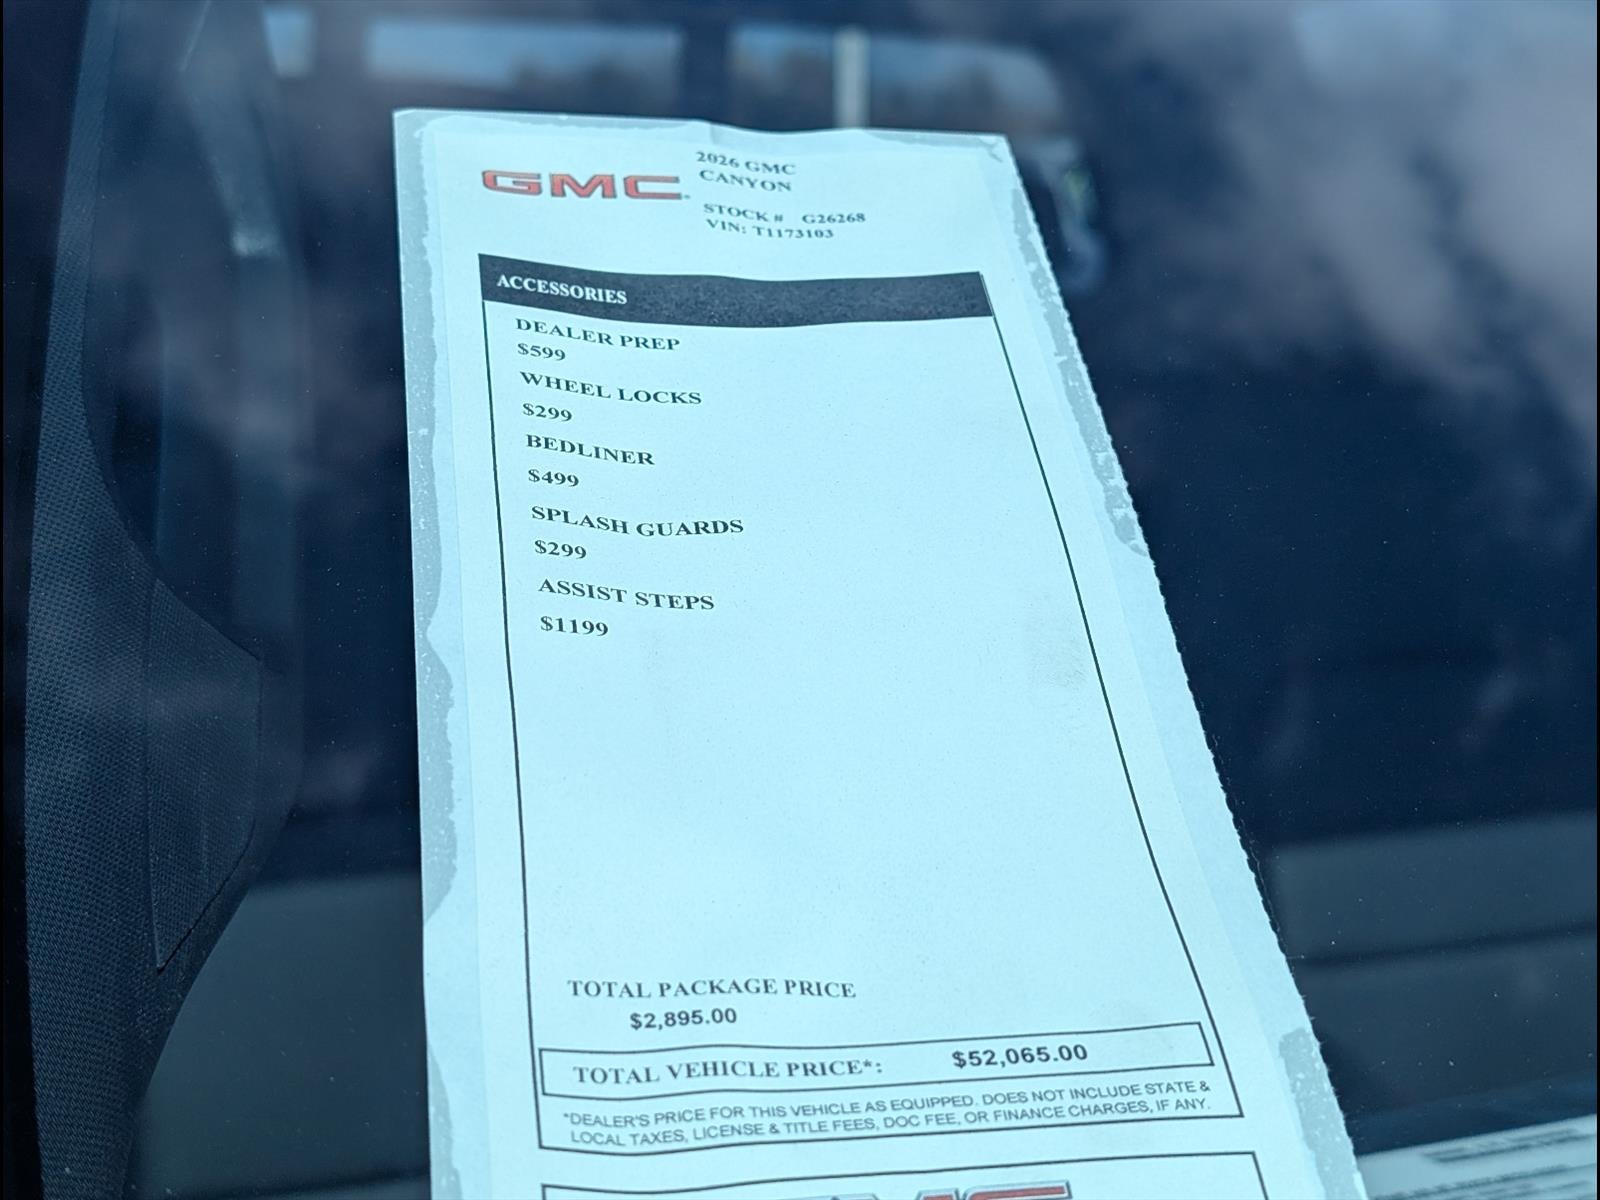 GMC
2026 GMC
CANYON
STOCK # G26268
VIN: T1173103
ACCESSORIES
DEALER PREP
$599
WHEEL LOCKS
$299
BEDLINER
$499
SPLASH GUARDS
$299
ASSIST STEPS
$1199
TOTAL PACKAGE PRICE
$2,895.00
TOTAL VEHICLE PRICE*: $52,065.00
*DEALER'S PRICE FOR THIS VEHICLE AS EQUIPPED. DOES NOT INCLUDE STATE &
LOCAL TAXES, LICENSE & TITLE FEES, DOC FEE, OR FINANCE CHARGES, IF ANY.